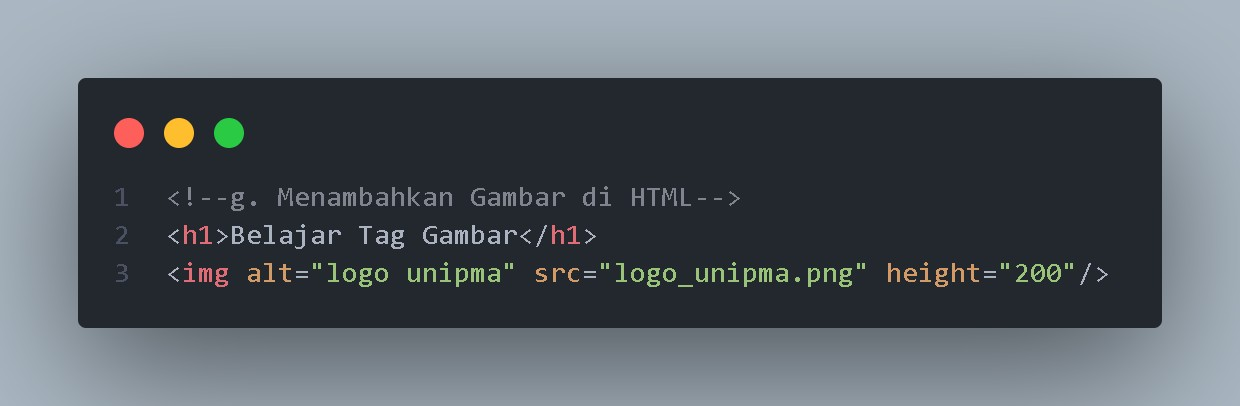 1 <!--g. Menambahkan Gambar di HTML-->
2 <h1>Belajar Tag Gambar</h1>
3 <img alt="logo unipma" src="logo_unipma.png" height="200"/>